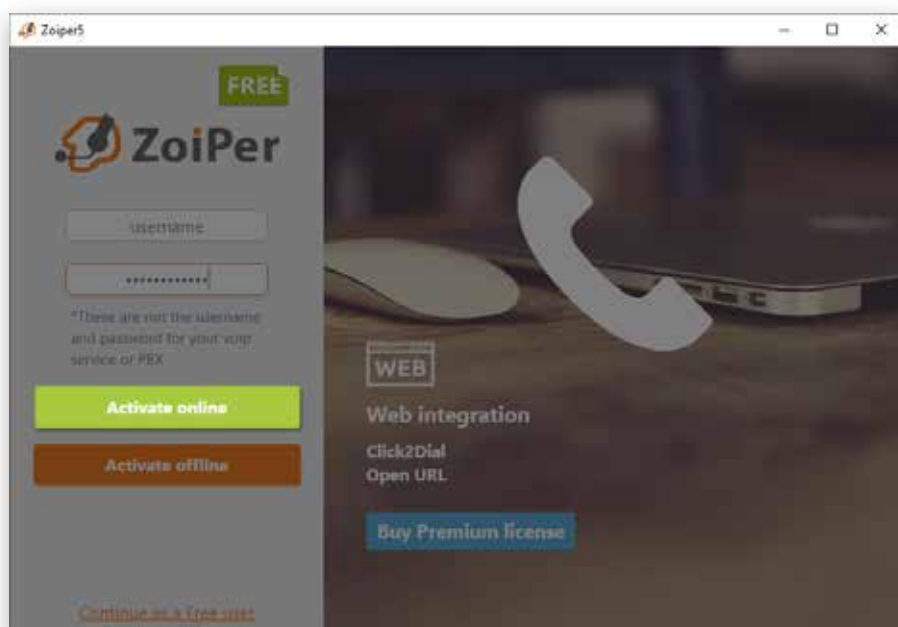 Zoiper5
FREE
ZoiPer
username
••••••••••••
*These are not the username
and password for your voip
service or PBX
Activate online
Activate offline
Continue as a Free user
WEB
Web integration
Click2Dial
Open URL
Buy Premium license